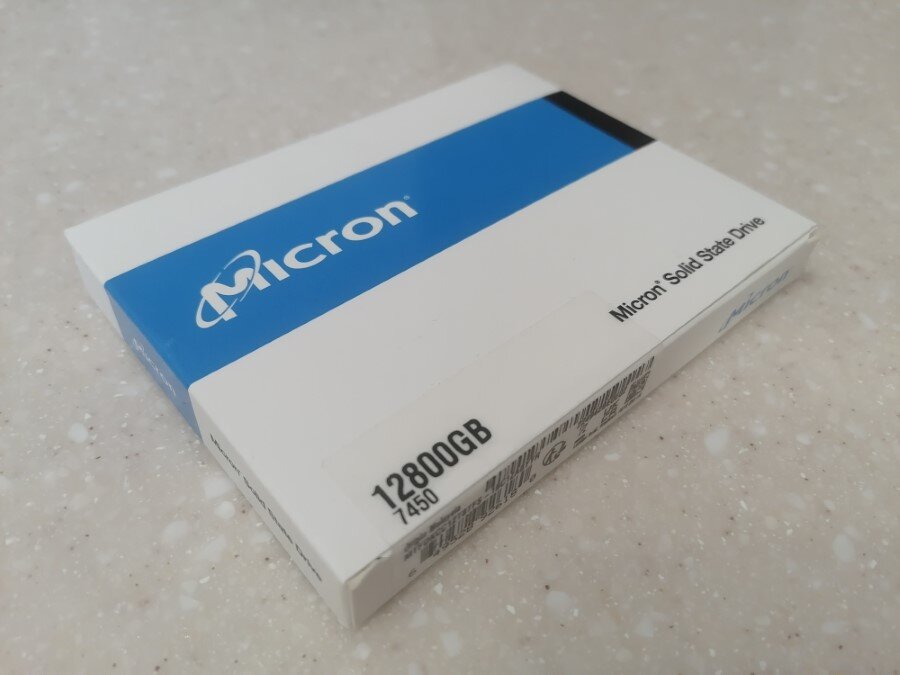 Micron®
Micron® Solid State Drive
12800GB
7450
Micron
Micron
Micron® Solid State Drive